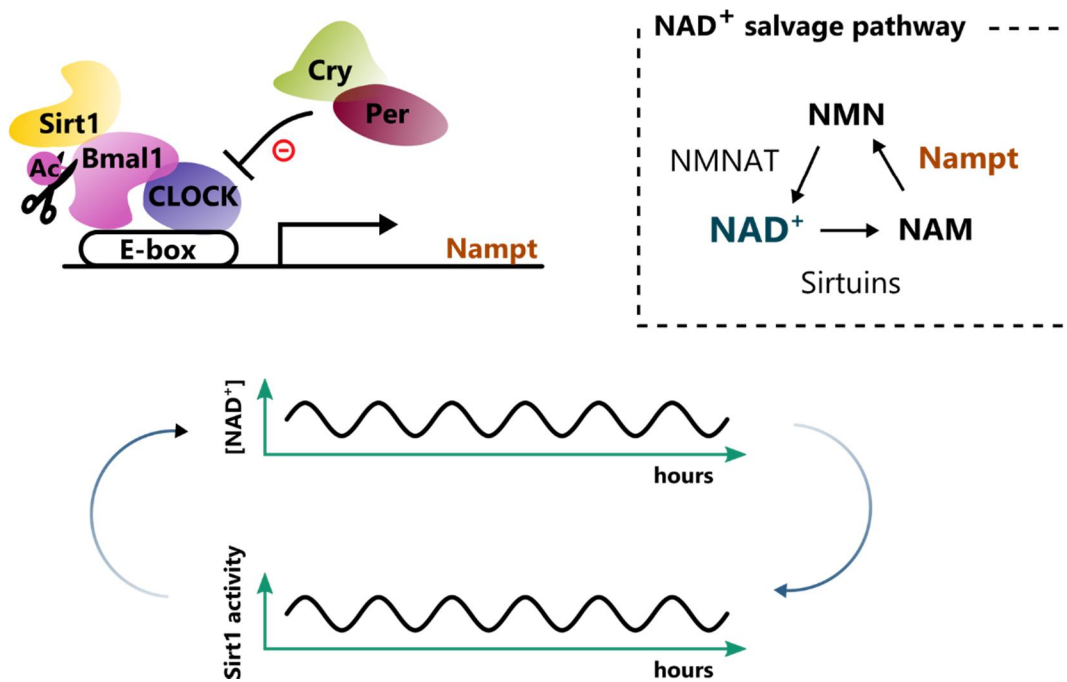 Sirt1
Ac
Bmal1
CLOCK
E-box
Cry
Per
Nampt
NAD⁺ salvage pathway
NMN
NMNAT
Nampt
NAD⁺
NAM
Sirtuins
[NAD⁺]
hours
Sirt1 activity
hours